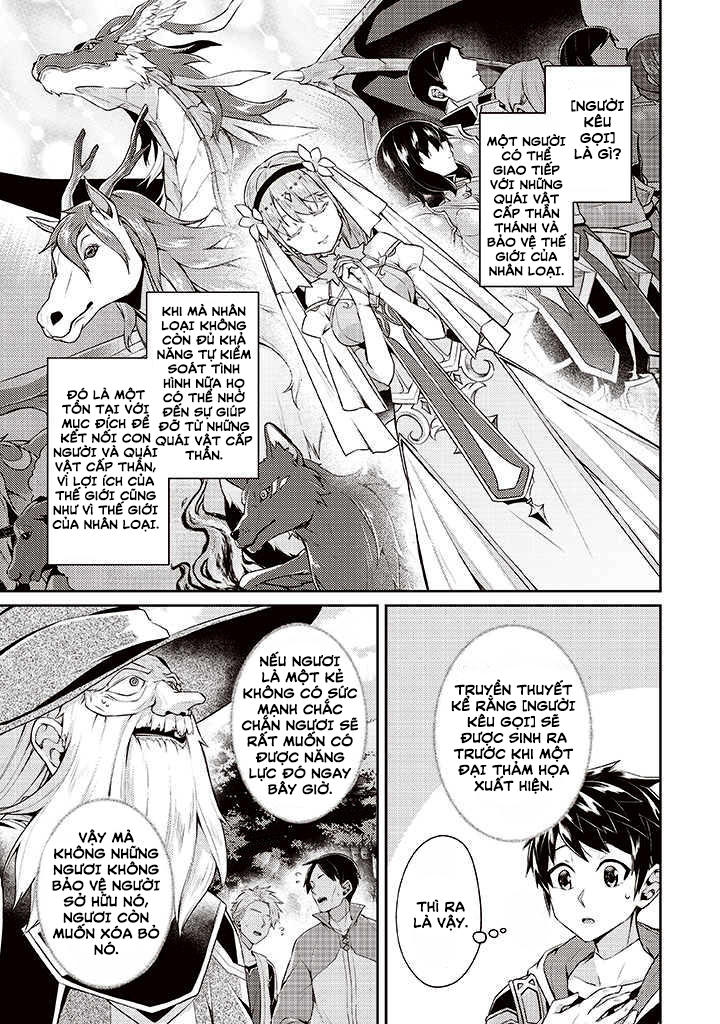 [NGƯỜI
KÊU
GỌI]
LÀ GÌ?
MỘT NGƯỜI
CÓ THỂ
GIAO TIẾP
VỚI NHỮNG
QUÁI VẬT
CẤP THẦN
THÁNH VÀ
BẢO VỆ THẾ
GIỚI CỦA
NHÂN LOẠI.
KHI MÀ NHÂN
LOẠI KHÔNG
CÒN ĐỦ KHẢ
NĂNG TỰ KIỂM
SOÁT TÌNH
HÌNH NỮA HỌ
CÓ THỂ NHỜ
ĐẾN SỰ GIÚP
ĐỠ TỪ NHỮNG
QUÁI VẬT CẤP
THẦN.
ĐÓ LÀ MỘT
TỒN TẠI VỚI
MỤC ĐÍCH ĐỂ
KẾT NỐI CON
NGƯỜI VÀ QUÁI
VẬT CẤP THẦN,
VÌ LỢI ÍCH CỦA
THẾ GIỚI CŨNG
NHƯ VÌ THẾ GIỚI
CỦA NHÂN LOẠI.
TRUYỀN THUYẾT
KỂ RẰNG [NGƯỜI
KÊU GỌI] SẼ
ĐƯỢC SINH RA
TRƯỚC KHI MỘT
ĐẠI THẢM HỌA
XUẤT HIỆN.
THÌ RA
LÀ VẬY.
NẾU NGƯƠI
LÀ MỘT KẺ
KHÔNG CÓ SỨC
MẠNH CHẮC
CHẮN NGƯƠI SẼ
RẤT MUỐN CÓ
ĐƯỢC NĂNG
LỰC ĐÓ NGAY
BÂY GIỜ.
VẬY MÀ
KHÔNG NHỮNG
NGƯƠI KHÔNG
BẢO VỆ NGƯỜI
SỞ HỮU NÓ,
NGƯƠI CÒN
MUỐN XÓA BỎ
NÓ.